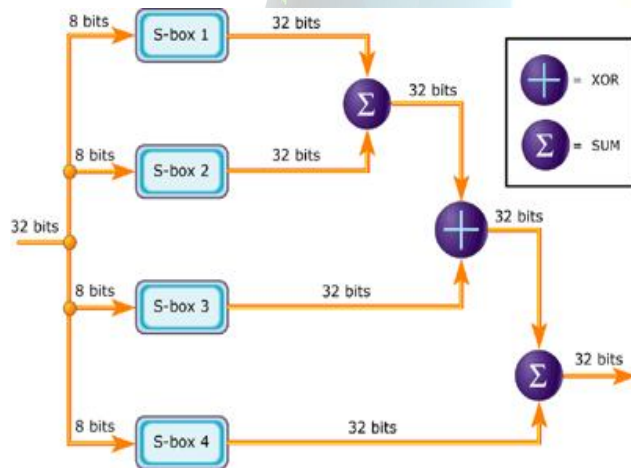 8 bits
S-box 1
32 bits
Σ
32 bits
+ = XOR
Σ = SUM
8 bits
S-box 2
32 bits
32 bits
+
32 bits
8 bits
S-box 3
32 bits
Σ
32 bits
8 bits
S-box 4
32 bits